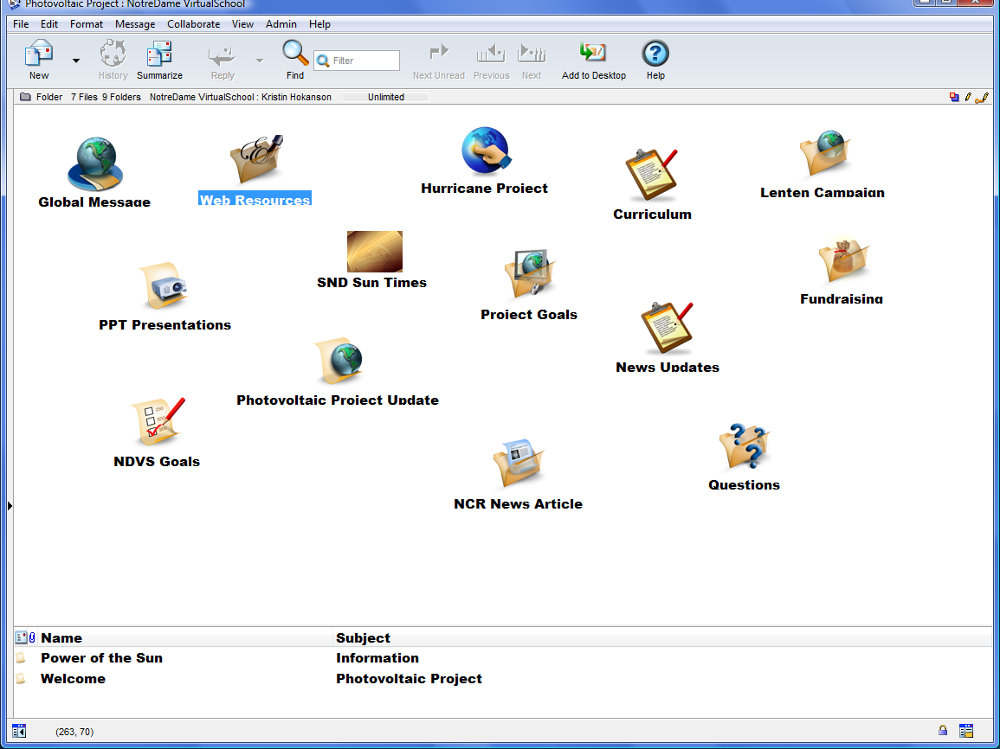 Photovoltaic Project : NotreDame VirtualSchool
File Edit Format Message Collaborate View Admin Help
New History Summarize Reply Find Filter Next Unread Previous Next Add to Desktop Help
Folder 7 Files 9 Folders NotreDame VirtualSchool : Kristin Hokanson Unlimited
Global Message
Web Resources
Hurricane Project
Curriculum
Lenten Campaign
PPT Presentations
SND Sun Times
Project Goals
Fundraising
Photovoltaic Project Update
News Updates
NDVS Goals
NCR News Article
Questions
Name Subject
Power of the Sun Information
Welcome Photovoltaic Project
(263, 70)